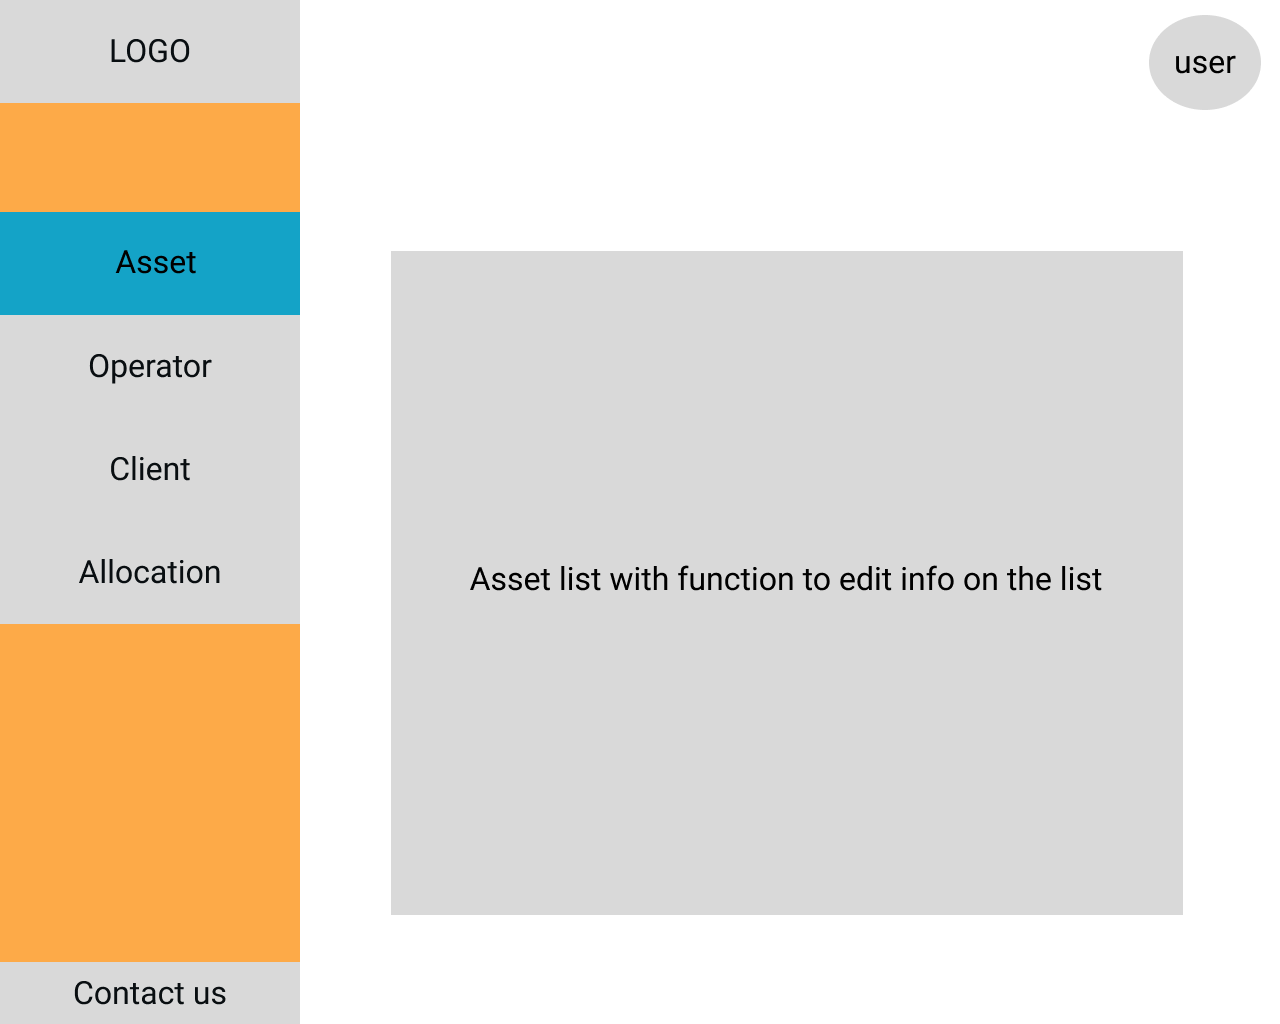 LOGO
user
Asset
Operator
Client
Allocation
Asset list with function to edit info on the list
Contact us